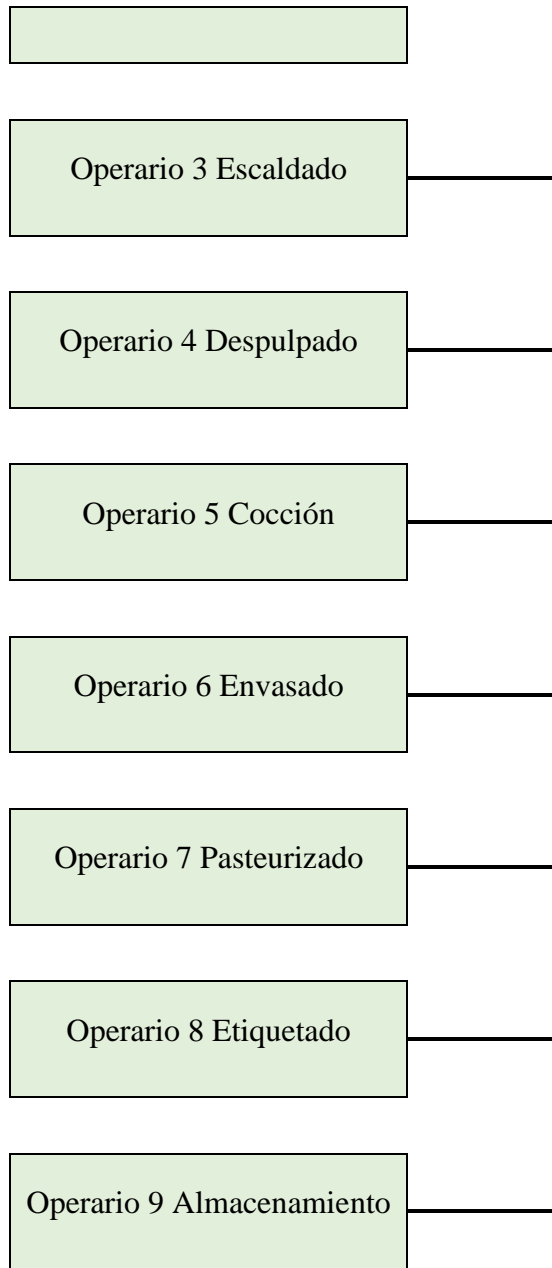 Operario 3 Escaldado
Operario 4 Despulpado
Operario 5 Cocción
Operario 6 Envasado
Operario 7 Pasteurizado
Operario 8 Etiquetado
Operario 9 Almacenamiento